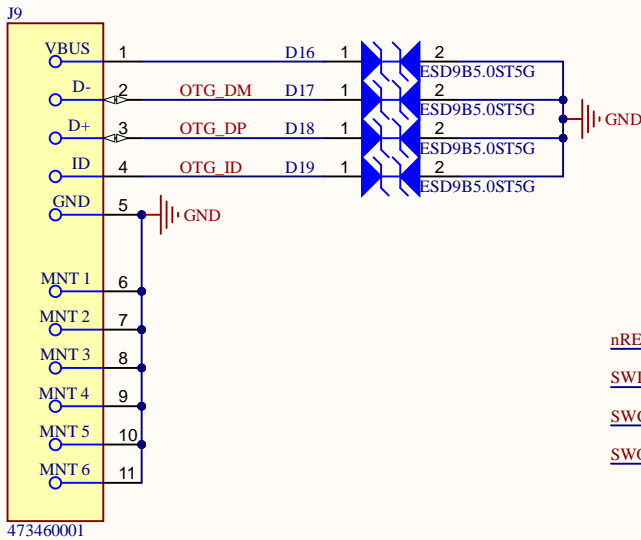 J9
VBUS 1 D16 1 2
ESD9B5.0ST5G
D- 2 OTG_DM D17 1 2
ESD9B5.0ST5G
GND
D+ 3 OTG_DP D18 1 2
ESD9B5.0ST5G
ID 4 OTG_ID D19 1 2
ESD9B5.0ST5G
GND 5 GND
MNT 1 6
MNT 2 7
nRE
MNT 3 8
SWI
MNT 4 9
MNT 5 10
MNT 6 11
473460001